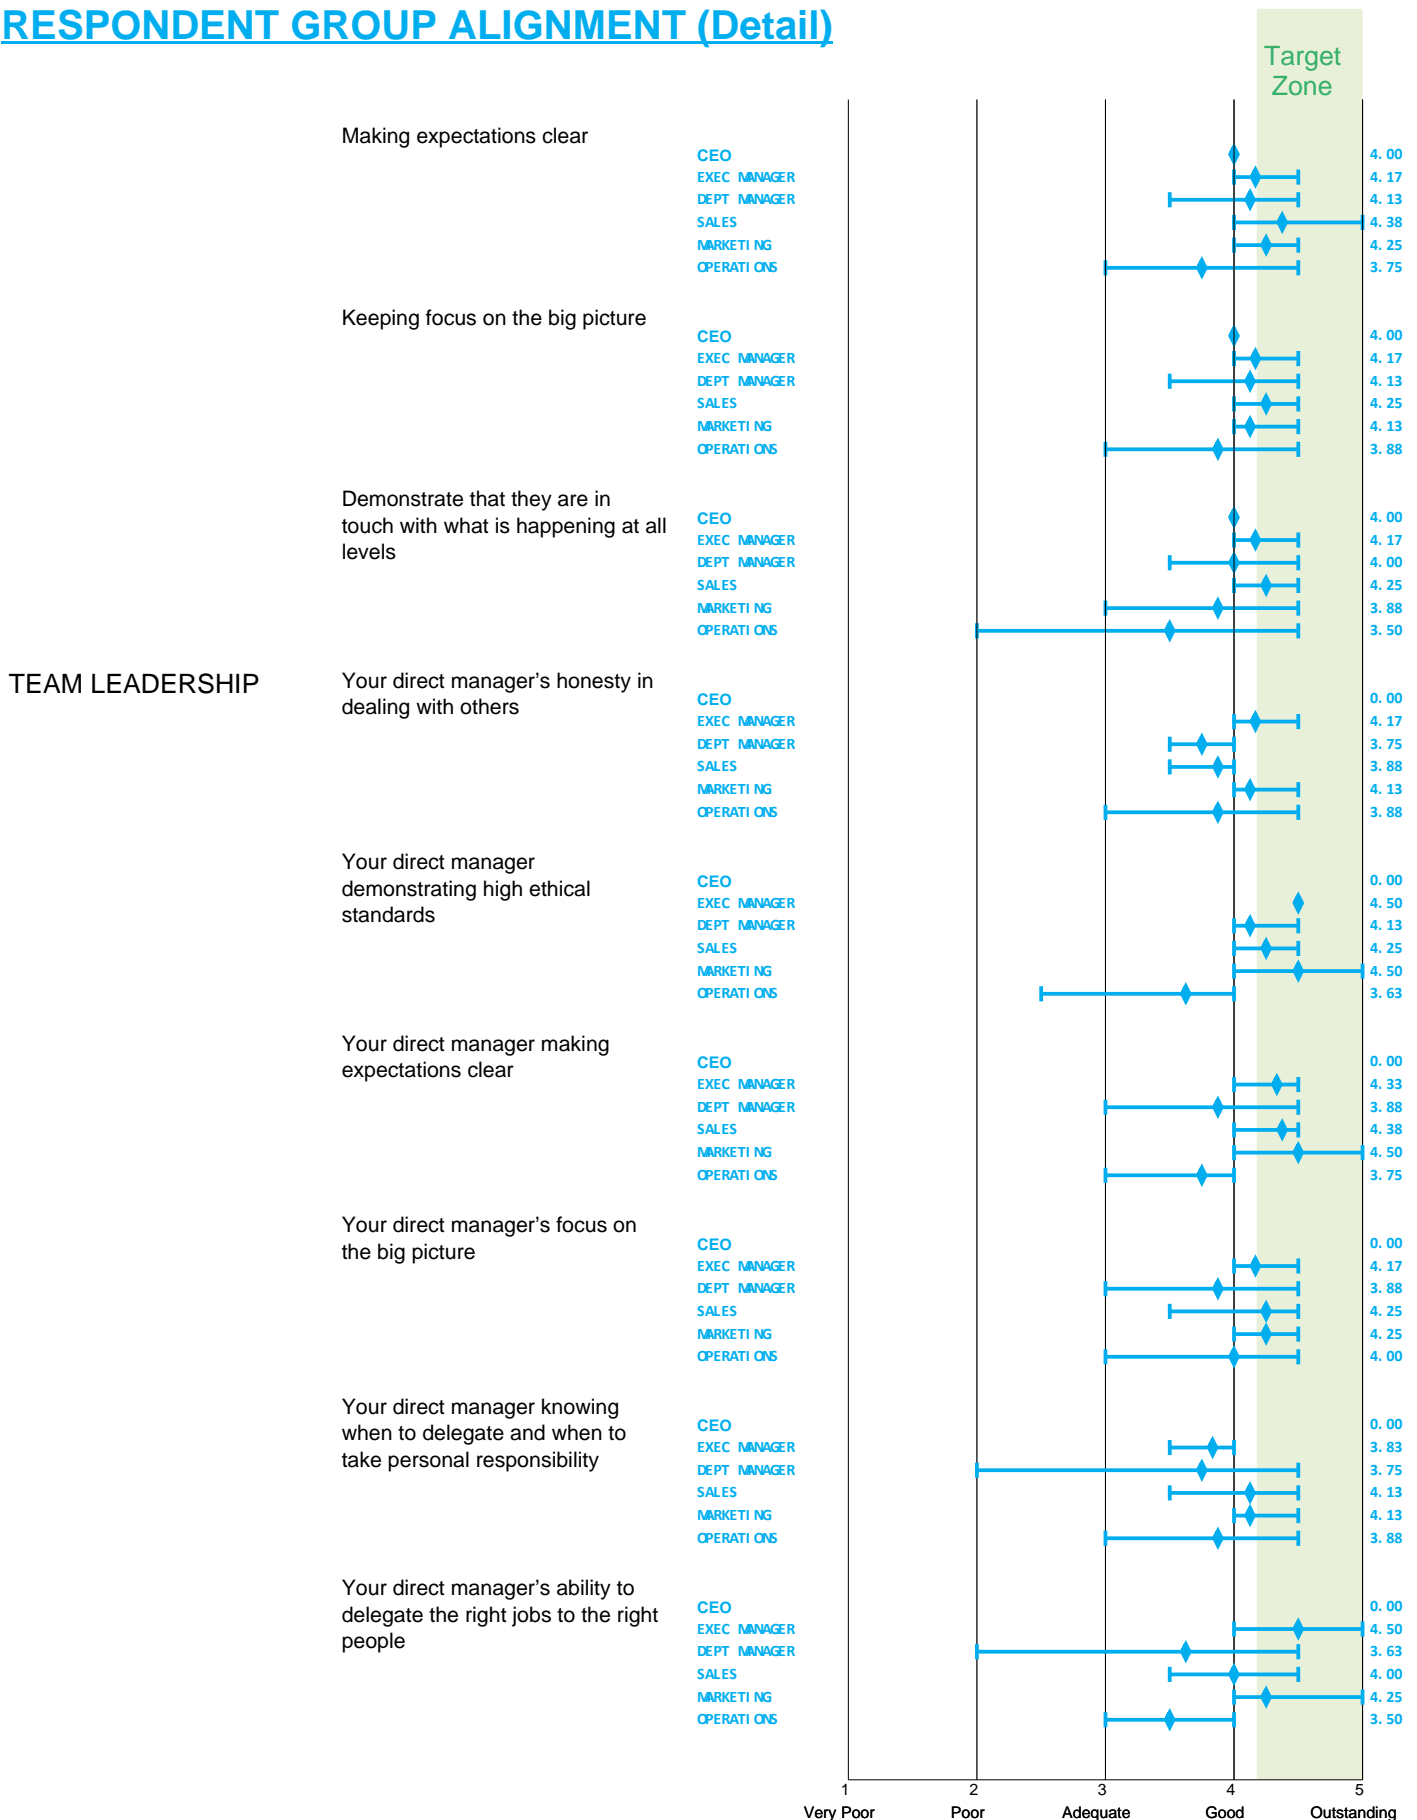 RESPONDENT GROUP ALIGNMENT (Detail)
Target
Zone
Making expectations clear
CEO 4.00
EXEC MANAGER 4.17
DEPT MANAGER 4.13
SALES 4.38
MARKETING 4.25
OPERATIONS 3.75
Keeping focus on the big picture
CEO 4.00
EXEC MANAGER 4.17
DEPT MANAGER 4.13
SALES 4.25
MARKETING 4.13
OPERATIONS 3.88
Demonstrate that they are in
touch with what is happening at all
levels
CEO 4.00
EXEC MANAGER 4.17
DEPT MANAGER 4.00
SALES 4.25
MARKETING 3.88
OPERATIONS 3.50
TEAM LEADERSHIP
Your direct manager’s honesty in
dealing with others
CEO 0.00
EXEC MANAGER 4.17
DEPT MANAGER 3.75
SALES 3.88
MARKETING 4.13
OPERATIONS 3.88
Your direct manager
demonstrating high ethical
standards
CEO 0.00
EXEC MANAGER 4.50
DEPT MANAGER 4.13
SALES 4.25
MARKETING 4.50
OPERATIONS 3.63
Your direct manager making
expectations clear
CEO 0.00
EXEC MANAGER 4.33
DEPT MANAGER 3.88
SALES 4.38
MARKETING 4.50
OPERATIONS 3.75
Your direct manager’s focus on
the big picture
CEO 0.00
EXEC MANAGER 4.17
DEPT MANAGER 3.88
SALES 4.25
MARKETING 4.25
OPERATIONS 4.00
Your direct manager knowing
when to delegate and when to
take personal responsibility
CEO 0.00
EXEC MANAGER 3.83
DEPT MANAGER 3.75
SALES 4.13
MARKETING 4.13
OPERATIONS 3.88
Your direct manager’s ability to
delegate the right jobs to the right
people
CEO 0.00
EXEC MANAGER 4.50
DEPT MANAGER 3.63
SALES 4.00
MARKETING 4.25
OPERATIONS 3.50
1 2 3 4 5
Very Poor Poor Adequate Good Outstanding